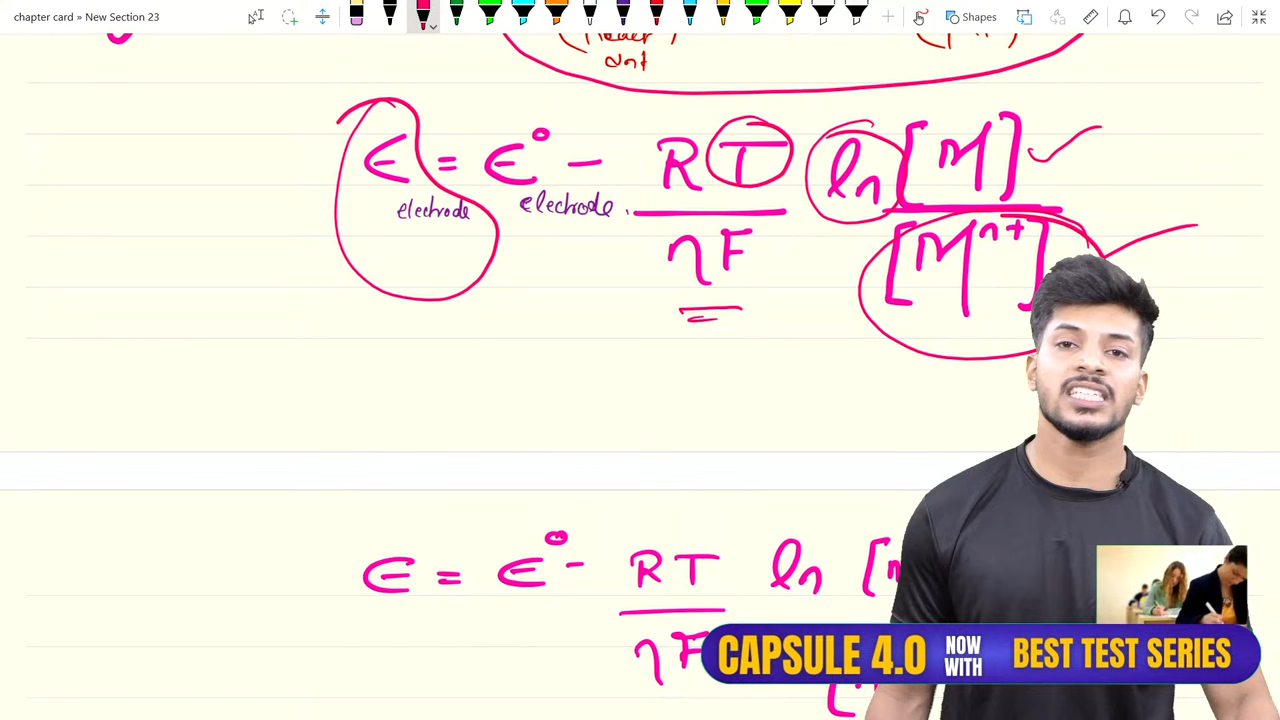 chapter card » New Section 23
Shapes
ant
E electrode = E° electrode - RT/nF ln [M]/[Mⁿ⁺]
E = E° - RT/nF ln [
CAPSULE 4.0 NOW WITH BEST TEST SERIES